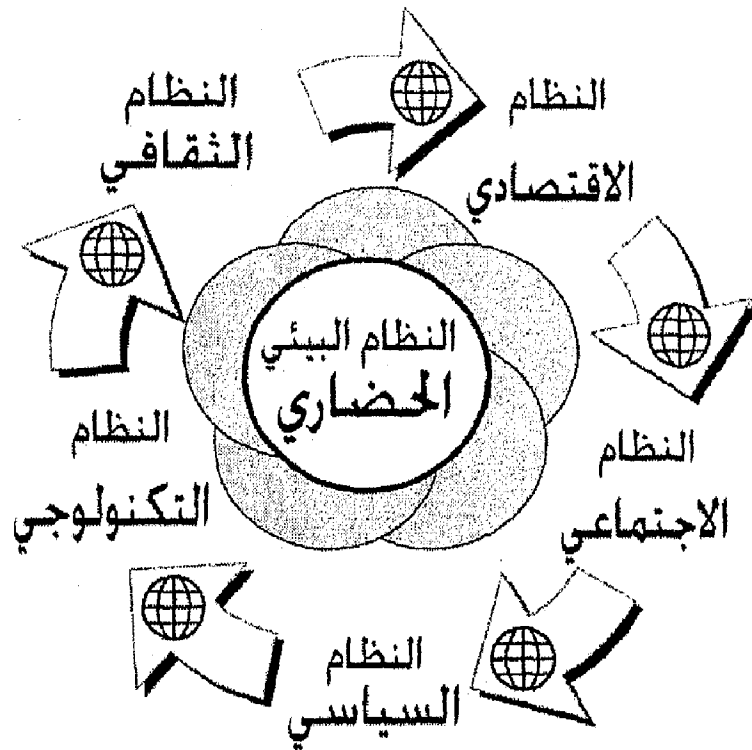 النظام
الثقافي
النظام
الاقتصادي
النظام البيئي
الحضاري
النظام
التكنولوجي
النظام
الاجتماعي
النظام
السياسي